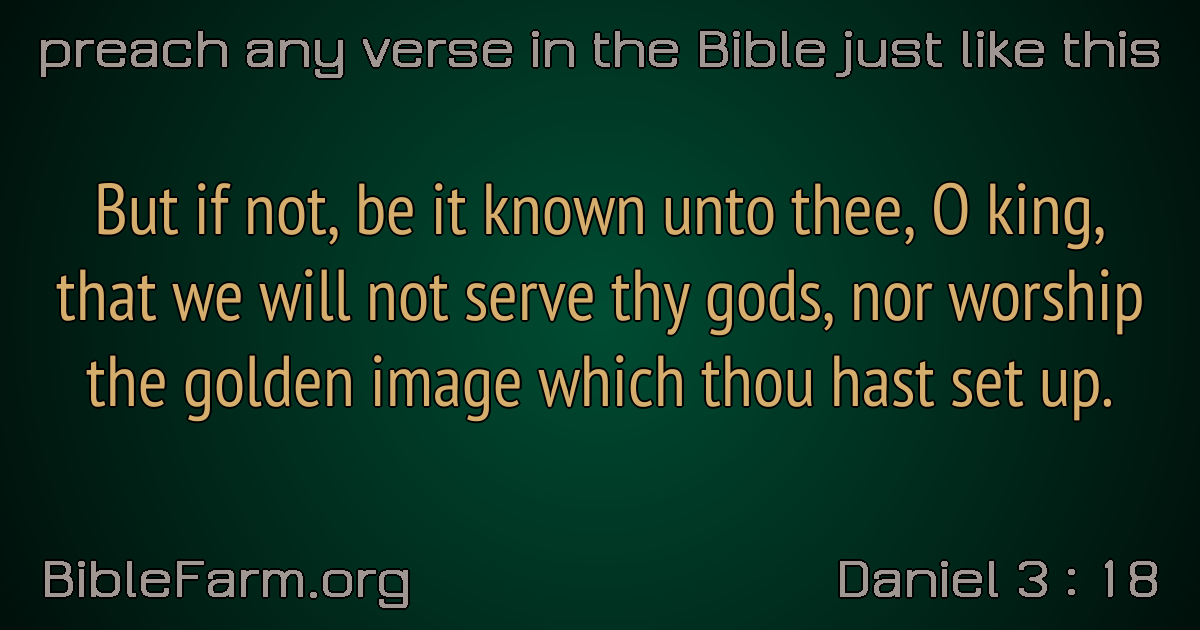 preach any verse in the Bible just like this
But if not, be it known unto thee, O king,
that we will not serve thy gods, nor worship
the golden image which thou hast set up.
BibleFarm.org
Daniel 3 : 18